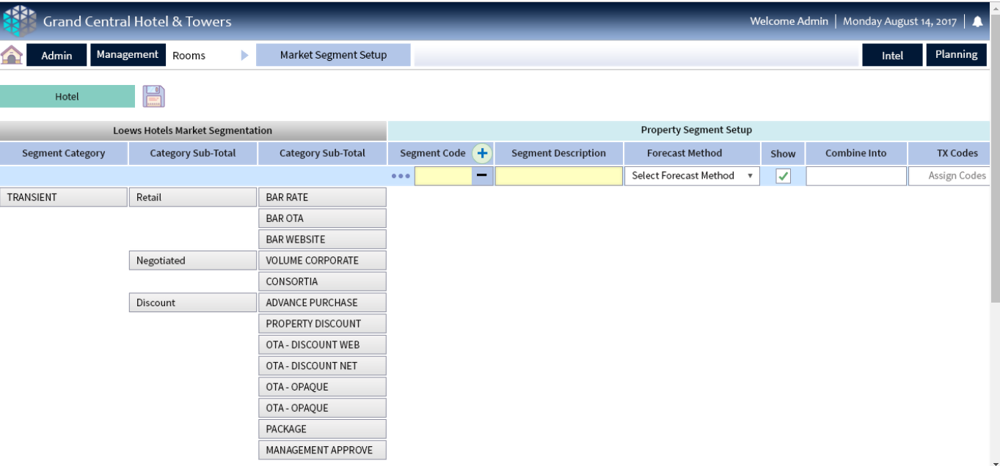 Grand Central Hotel & Towers Welcome Admin | Monday August 14, 2017 |
Admin Management Rooms Market Segment Setup Intel Planning
Hotel
Loews Hotels Market Segmentation Property Segment Setup
Segment Category Category Sub-Total Category Sub-Total Segment Code Segment Description Forecast Method Show Combine Into TX Codes
Select Forecast Method Assign Codes
TRANSIENT Retail BAR RATE
BAR OTA
BAR WEBSITE
Negotiated VOLUME CORPORATE
CONSORTIA
Discount ADVANCE PURCHASE
PROPERTY DISCOUNT
OTA - DISCOUNT WEB
OTA - DISCOUNT NET
OTA - OPAQUE
OTA - OPAQUE
PACKAGE
MANAGEMENT APPROVE